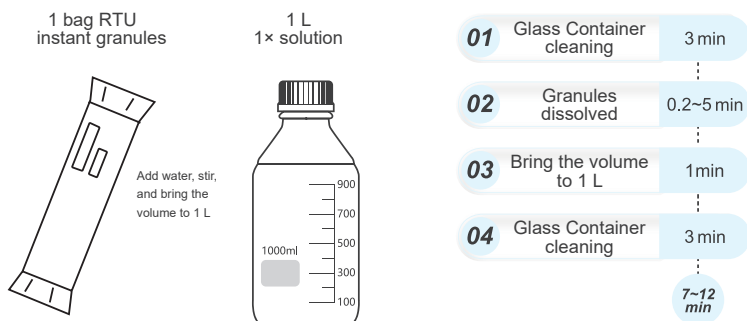 1 bag RTU
instant granules
1 L
1× solution
Add water, stir,
and bring the
volume to 1 L
1000ml
900
700
500
300
100
01
Glass Container
cleaning
3 min
02
Granules
dissolved
0.2~5 min
03
Bring the volume
to 1 L
1min
04
Glass Container
cleaning
3 min
7~12
min